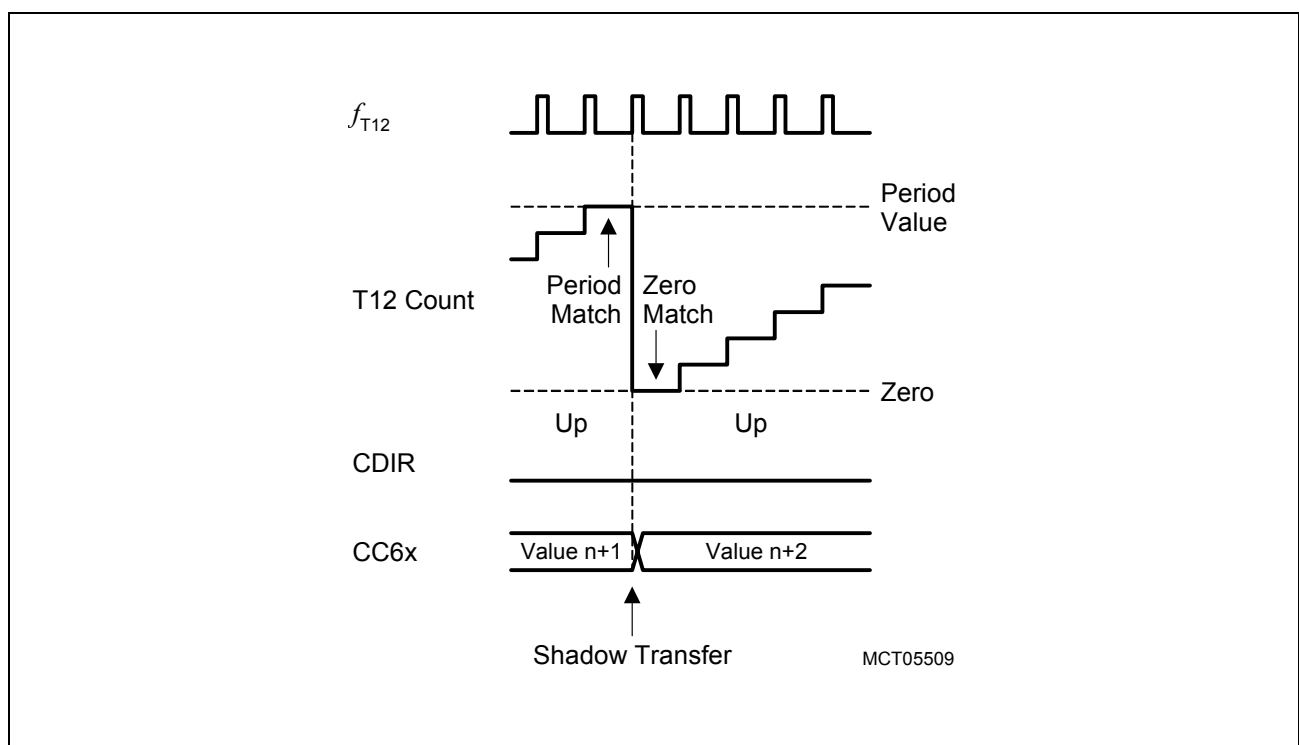 fT12
Period
Value
T12 Count
Period
Match
Zero
Match
Zero
Up
Up
CDIR
CC6x
Value n+1
Value n+2
Shadow Transfer
MCT05509